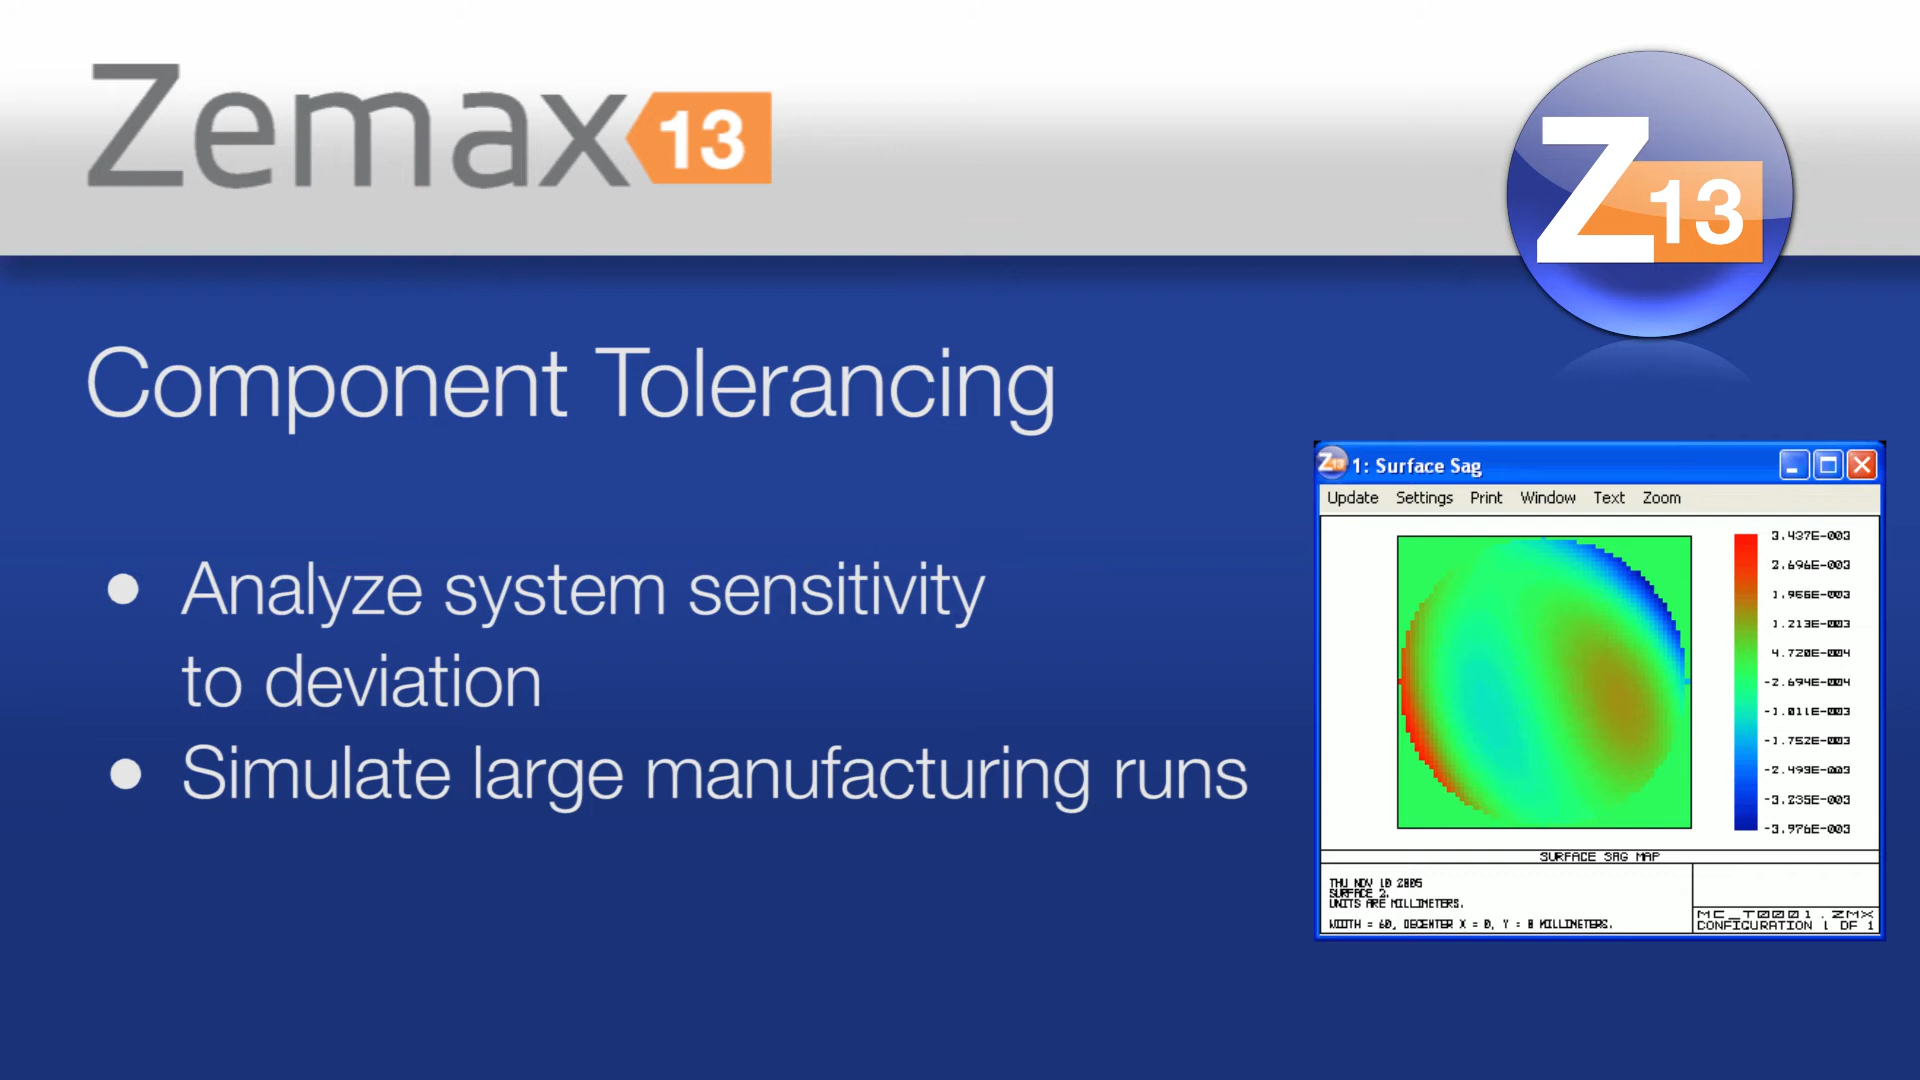 Zemax 13
Z13
Component Tolerancing
• Analyze system sensitivity
to deviation
• Simulate large manufacturing runs
Z13 1: Surface Sag
Update Settings Print Window Text Zoom
3.437E-003
2.696E-003
1.956E-003
1.213E-003
4.720E-004
-2.694E-004
-1.011E-003
-1.752E-003
-2.493E-003
-3.235E-003
-3.976E-003
SURFACE SAG MAP
THU NOV 10 2005
SURFACE 2.
UNITS ARE MILLIMETERS.
WIDTH = 60, DECENTER X = 0, Y = 0 MILLIMETERS.
MC_T0001.ZMX
CONFIGURATION 1 OF 1